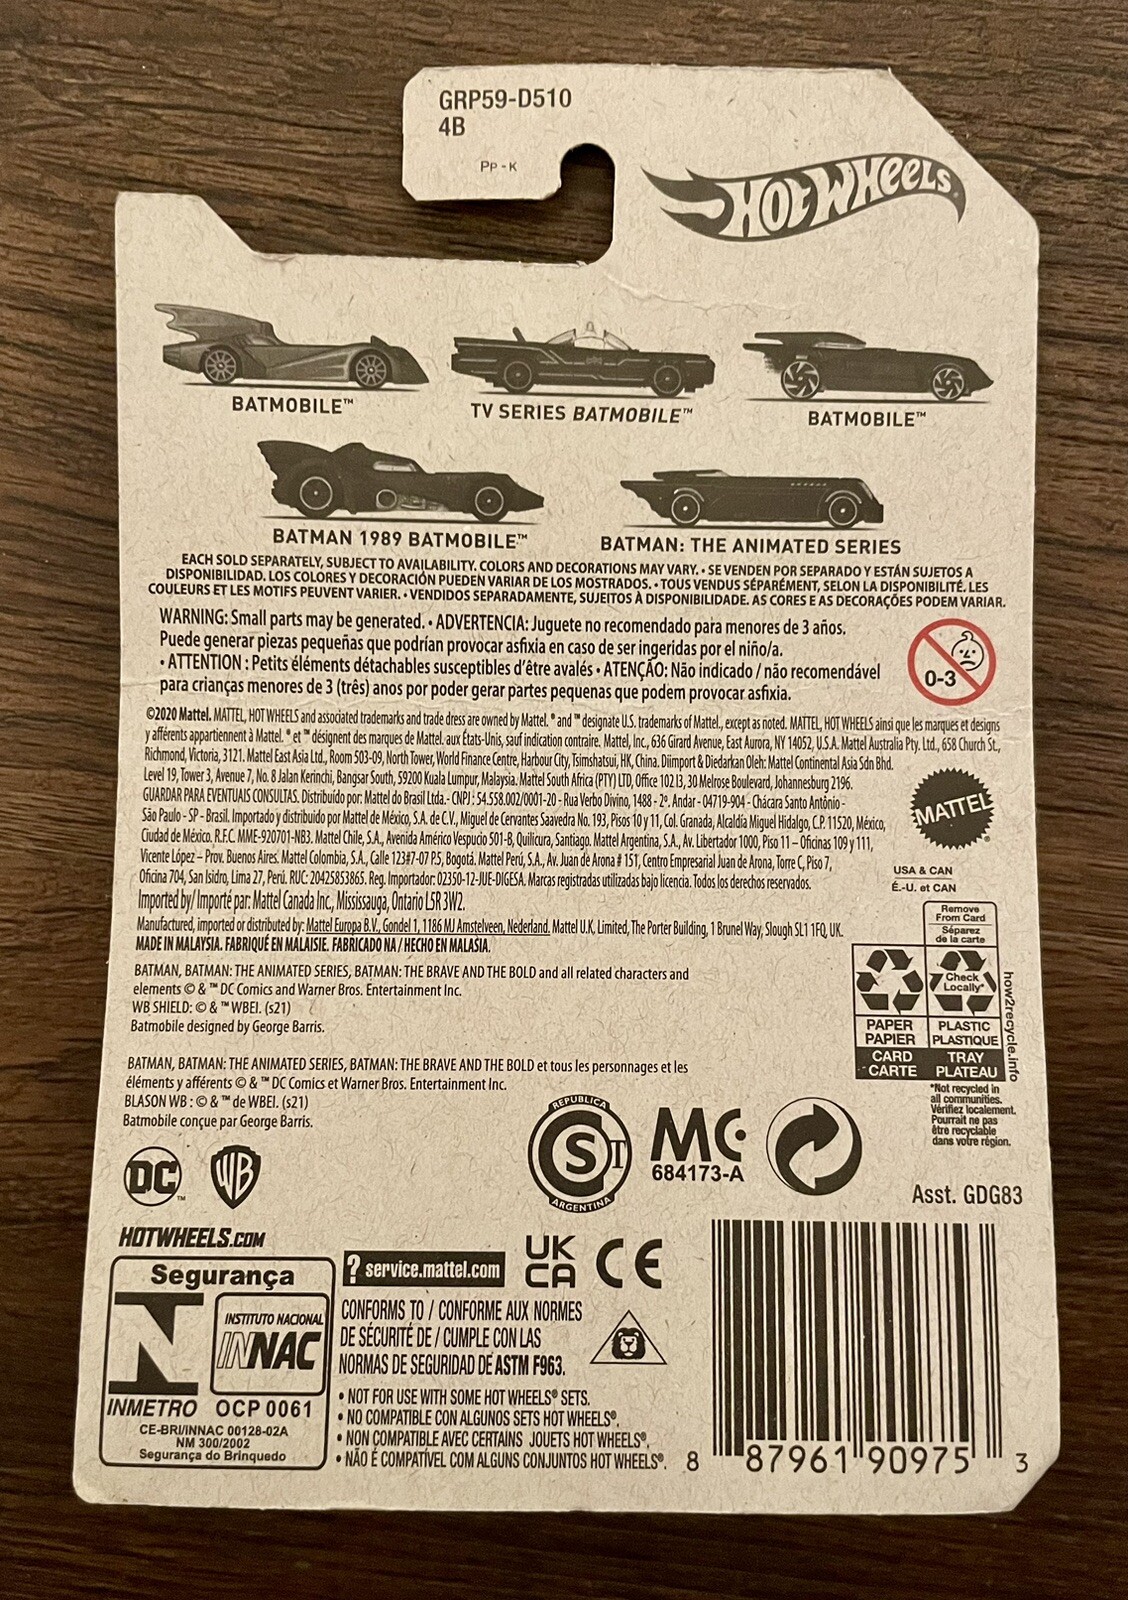 GRP59-D510
4B
PP - K
HOT WHEELS
BATMOBILE™
TV SERIES BATMOBILE™
BATMOBILE™
BATMAN 1989 BATMOBILE™
BATMAN: THE ANIMATED SERIES
EACH SOLD SEPARATELY, SUBJECT TO AVAILABILITY. COLORS AND DECORATIONS MAY VARY. • SE VENDEN POR SEPARADO Y ESTÁN SUJETOS A
DISPONIBILIDAD. LOS COLORES Y DECORACIÓN PUEDEN VARIAR DE LOS MOSTRADOS. • TOUS VENDUS SÉPARÉMENT, SELON LA DISPONIBILITÉ. LES
COULEURS ET LES MOTIFS PEUVENT VARIER. • VENDIDOS SEPARADAMENTE, SUJEITOS À DISPONIBILIDADE. AS CORES E AS DECORAÇÕES PODEM VARIAR.
WARNING: Small parts may be generated. • ADVERTENCIA: Juguete no recomendado para menores de 3 años.
Puede generar piezas pequeñas que podrían provocar asfixia en caso de ser ingeridas por el niño/a.
• ATTENTION : Petits éléments détachables susceptibles d'être avalés • ATENÇÃO: Não indicado / não recomendável
para crianças menores de 3 (três) anos por poder gerar partes pequenas que podem provocar asfixia.
0-3
©2020 Mattel. MATTEL, HOT WHEELS and associated trademarks and trade dress are owned by Mattel. ® and ™ designate U.S. trademarks of Mattel., except as noted. MATTEL, HOT WHEELS ainsi que les marques et designs
y afférents appartiennent à Mattel. ® et ™ désignent des marques de Mattel. aux États-Unis, sauf indication contraire. Mattel, Inc., 636 Girard Avenue, East Aurora, NY 14052, U.S.A. Mattel Australia Pty. Ltd., 658 Church St.,
Richmond, Victoria, 3121. Mattel East Asia Ltd., Room 503-09, North Tower, World Finance Centre, Harbour City, Tsimshatsui, HK, China. Diimport & Diedarkan Oleh: Mattel Continental Asia Sdn Bhd.
Level 19, Tower 3, Avenue 7, No. 8 Jalan Kerinchi, Bangsar South, 59200 Kuala Lumpur, Malaysia. Mattel South Africa (PTY) LTD, Office 102 I3, 30 Melrose Boulevard, Johannesburg 2196.
GUARDAR PARA EVENTUAIS CONSULTAS. Distribuído por: Mattel do Brasil Ltda.- CNPJ : 54.558.002/0001-20 - Rua Verbo Divino, 1488 - 2º. Andar - 04719-904 - Chácara Santo Antônio -
São Paulo - SP - Brasil. Importado y distribuido por Mattel de México, S.A. de C.V., Miguel de Cervantes Saavedra No. 193, Pisos 10 y 11, Col. Granada, Alcaldía Miguel Hidalgo, C.P. 11520, México,
Ciudad de México. R.F.C. MME-920701-NB3. Mattel Chile, S.A., Avenida Américo Vespucio 501-B, Quilicura, Santiago. Mattel Argentina, S.A., Av. Libertador 1000, Piso 11 – Oficinas 109 y 111,
Vicente López – Prov. Buenos Aires. Mattel Colombia, S.A., Calle 123#7-07 P.5, Bogotá. Mattel Perú, S.A., Av. Juan de Arona # 151, Centro Empresarial Juan de Arona, Torre C, Piso 7,
Oficina 704, San Isidro, Lima 27, Perú. RUC: 20425853865. Reg. Importador: 02350-12-JUE-DIGESA. Marcas registradas utilizadas bajo licencia. Todos los derechos reservados.
Imported by/ Importé par: Mattel Canada Inc., Mississauga, Ontario L5R 3W2.
Manufactured, imported or distributed by: Mattel Europa B.V., Gondel 1, 1186 MJ Amstelveen, Nederland. Mattel U.K. Limited, The Porter Building, 1 Brunel Way, Slough SL1 1FQ, UK.
MADE IN MALAYSIA. FABRIQUÉ EN MALAISIE. FABRICADO NA / HECHO EN MALASIA.
MATTEL®
USA & CAN
É.-U. et CAN
Remove
From Card
Séparez
de la carte
Check
Locally*
PAPER
PAPIER
PLASTIC
PLASTIQUE
CARD
CARTE
TRAY
PLATEAU
how2recycle.info
*Not recycled in
all communities.
Vérifiez localement.
Pourrait ne pas
être recyclable
dans votre région.
BATMAN, BATMAN: THE ANIMATED SERIES, BATMAN: THE BRAVE AND THE BOLD and all related characters and
elements © & ™ DC Comics and Warner Bros. Entertainment Inc.
WB SHIELD: © & ™ WBEI. (s21)
Batmobile designed by George Barris.
BATMAN, BATMAN: THE ANIMATED SERIES, BATMAN: THE BRAVE AND THE BOLD et tous les personnages et les
éléments y afférents © & ™ DC Comics et Warner Bros. Entertainment Inc.
BLASON WB : © & ™ de WBEI. (s21)
Batmobile conçue par George Barris.
DC™
WB
REPUBLICA
S T
ARGENTINA
MC
684173-A
Asst. GDG83
HOTWHEELS.COM
Segurança
N
INSTITUTO NACIONAL
INNAC
INMETRO OCP 0061
CE-BRI/INNAC 00128-02A
NM 300/2002
Segurança do Brinquedo
? service.mattel.com
UK
CA
CE
CONFORMS TO / CONFORME AUX NORMES
DE SÉCURITÉ DE / CUMPLE CON LAS
NORMAS DE SEGURIDAD DE ASTM F963.
• NOT FOR USE WITH SOME HOT WHEELS® SETS.
• NO COMPATIBLE CON ALGUNOS SETS HOT WHEELS®.
• NON COMPATIBLE AVEC CERTAINS JOUETS HOT WHEELS®.
• NÃO É COMPATÍVEL COM ALGUNS CONJUNTOS HOT WHEELS®.
8 87961 90975 3